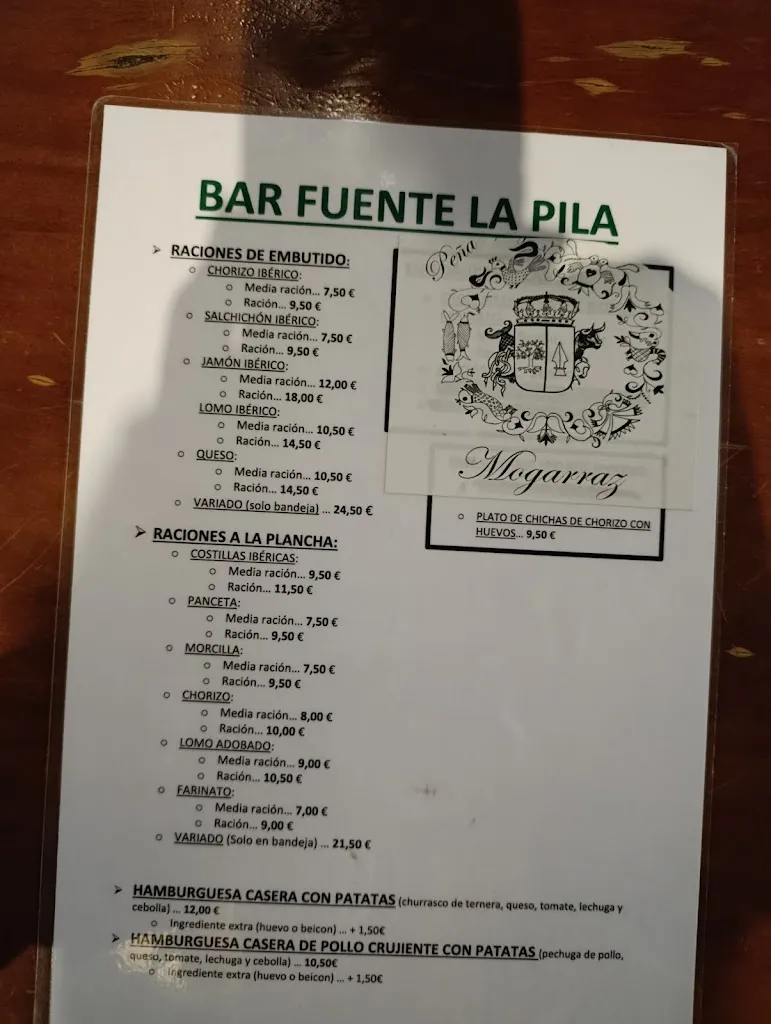 BAR FUENTE LA PILA
RACIONES DE EMBUTIDO:
CHORIZO IBÉRICO:
Media ración... 7,50 €
Ración... 9,50 €
SALCHICHÓN IBÉRICO:
Media ración... 7,50 €
Ración... 9,50 €
JAMÓN IBÉRICO:
Media ración... 12,00 €
Ración... 18,00 €
LOMO IBÉRICO:
Media ración... 10,50 €
Ración... 14,50 €
QUESO:
Media ración... 10,50 €
Ración... 14,50 €
VARIADO (solo bandeja) ... 24,50 €
RACIONES A LA PLANCHA:
COSTILLAS IBÉRICAS:
Media ración... 9,50 €
Ración... 11,50 €
PANCETA:
Media ración... 7,50 €
Ración... 9,50 €
MORCILLA:
Media ración... 7,50 €
Ración... 9,50 €
CHORIZO:
Media ración... 8,00 €
Ración... 10,00 €
LOMO ADOBADO:
Media ración... 9,00 €
Ración... 10,50 €
FARINATO:
Media ración... 7,00 €
Ración... 9,00 €
VARIADO (Solo en bandeja) ... 21,50 €
Peña
Mogarraz
PLATO DE CHICHAS DE CHORIZO CON
HUEVOS... 9,50 €
HAMBURGUESA CASERA CON PATATAS (churrasco de ternera, queso, tomate, lechuga y
cebolla) ... 12,00 €
Ingrediente extra (huevo o beicon) ... + 1,50€
HAMBURGUESA CASERA DE POLLO CRUJIENTE CON PATATAS (pechuga de pollo,
queso, tomate, lechuga y cebolla) ... 10,50€
Ingrediente extra (huevo o beicon) ... + 1,50€